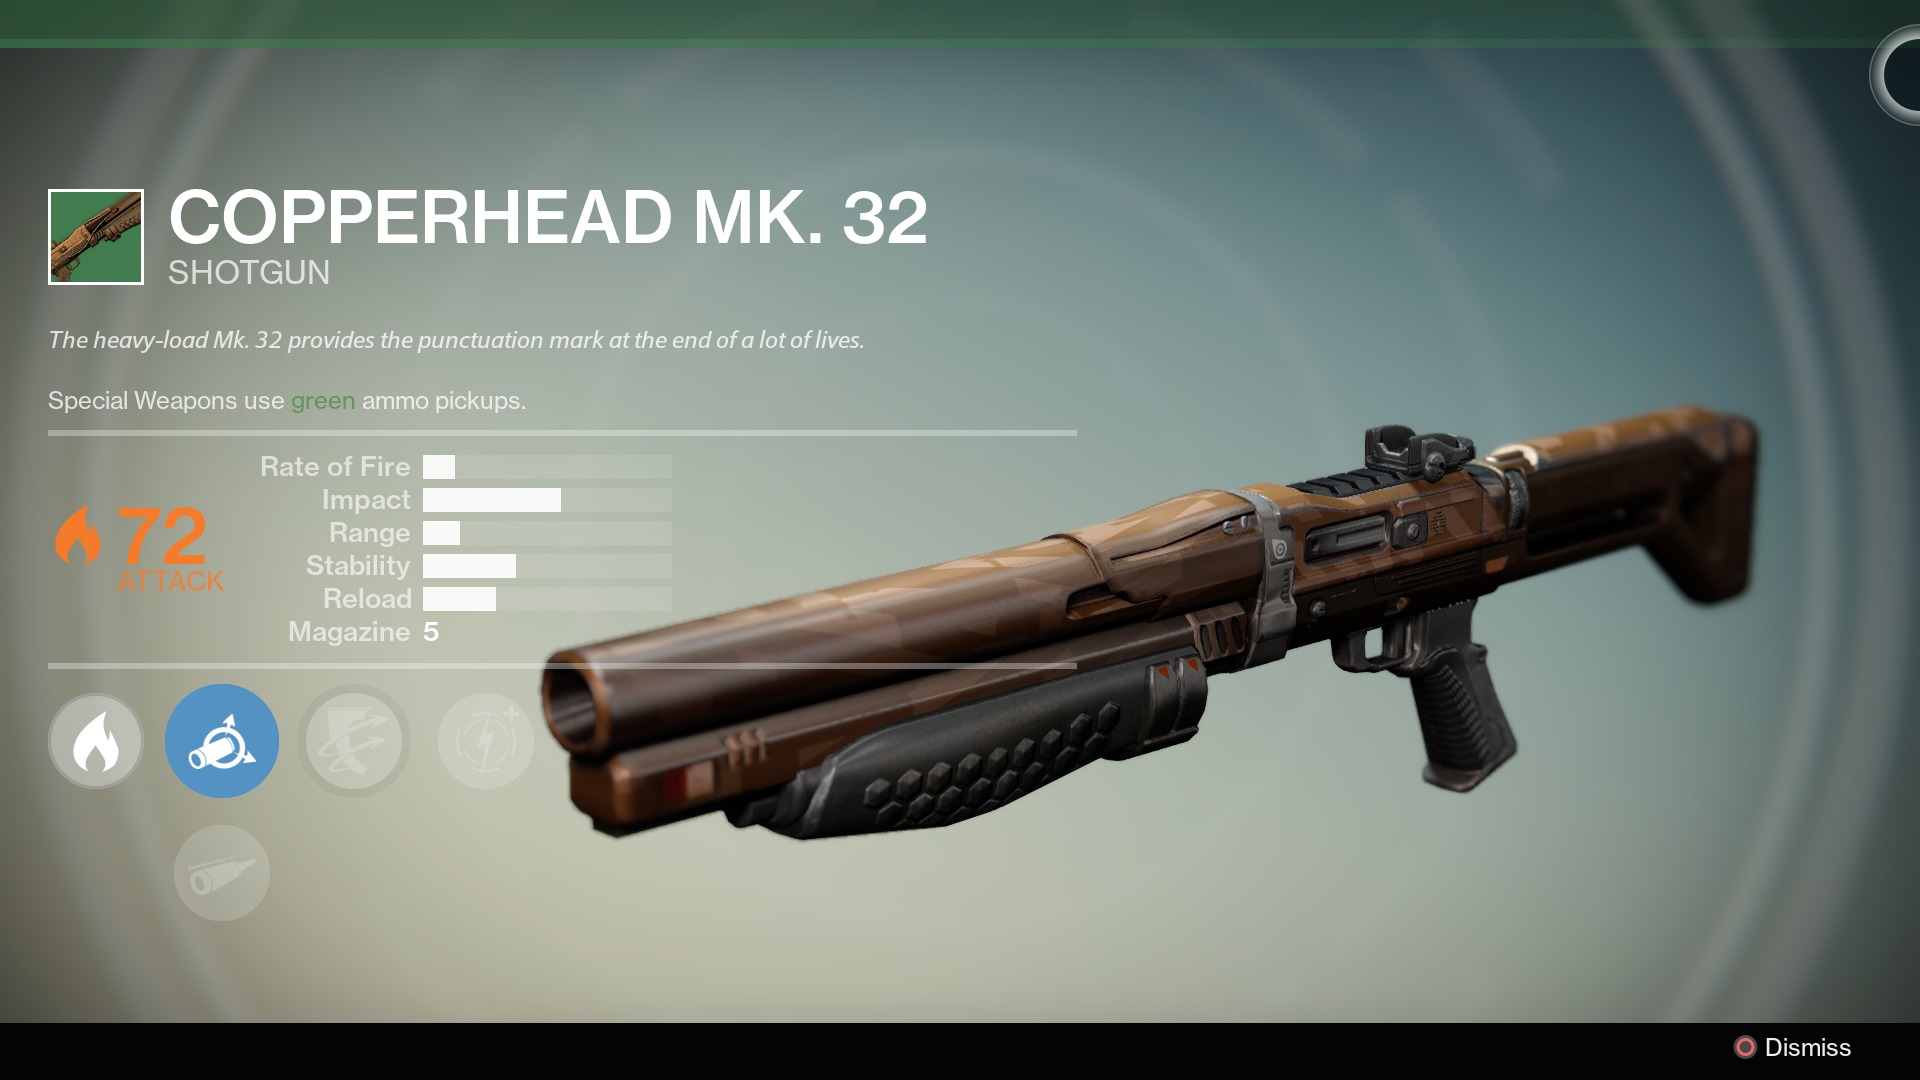 COPPERHEAD MK. 32
SHOTGUN
The heavy-load Mk. 32 provides the punctuation mark at the end of a lot of lives.
Special Weapons use green ammo pickups.
72
ATTACK
Rate of Fire
Impact
Range
Stability
Reload
Magazine 5
Dismiss